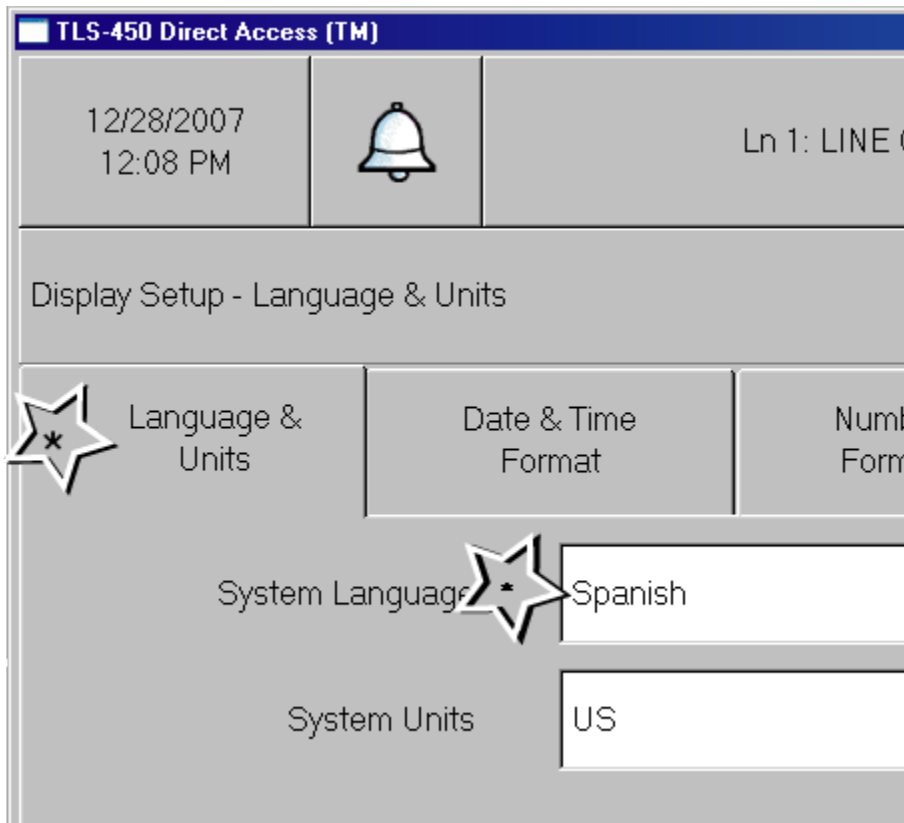 TLS-450 Direct Access (TM)
12/28/2007
12:08 PM
Ln 1: LINE
Display Setup - Language & Units
* Language &
Units
Date & Time
Format
System Language * Spanish
System Units US